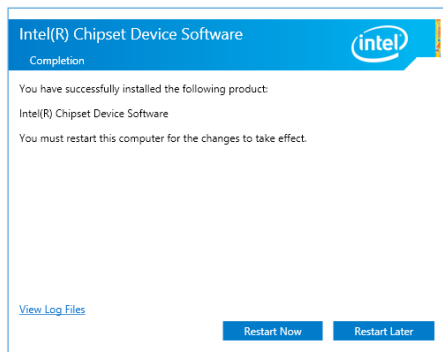 Intel(R) Chipset Device Software
intel
Completion
You have successfully installed the following product:
Intel(R) Chipset Device Software
You must restart this computer for the changes to take effect.
View Log Files
Restart Now
Restart Later